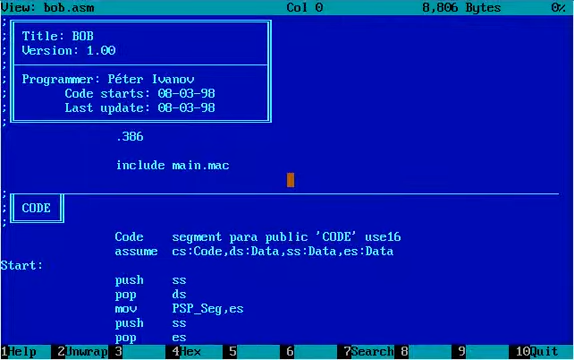 View: bob.asm Col 0 8,806 Bytes 0%
;
; Title: BOB
; Version: 1.00
;
; Programmer: Péter Ivanov
; Code starts: 08-03-98
; Last update: 08-03-98
;
.386
include main.mac
;
; CODE
;
Code segment para public 'CODE' use16
assume cs:Code,ds:Data,ss:Data,es:Data
Start:
push ss
pop ds
mov PSP_Seg,es
push ss
pop es
1Help 2Unwrap 3 4Hex 5 6 7Search 8 9 10Quit